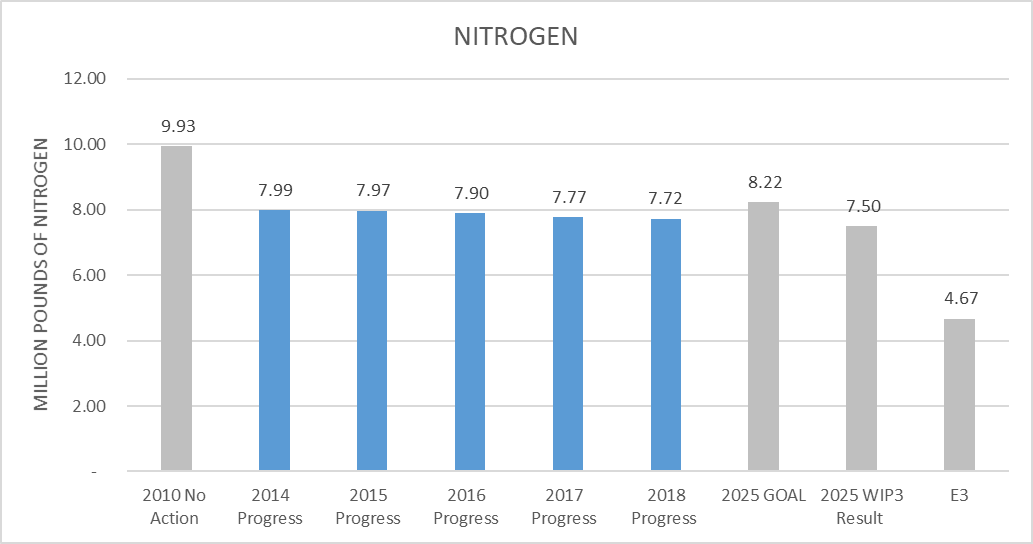 NITROGEN
MILLION POUNDS OF NITROGEN
12.00
10.00
8.00
6.00
4.00
2.00
-
9.93
7.99
7.97
7.90
7.77
7.72
8.22
7.50
4.67
2010 No
Action
2014
Progress
2015
Progress
2016
Progress
2017
Progress
2018
Progress
2025 GOAL
2025 WIP3
Result
E3